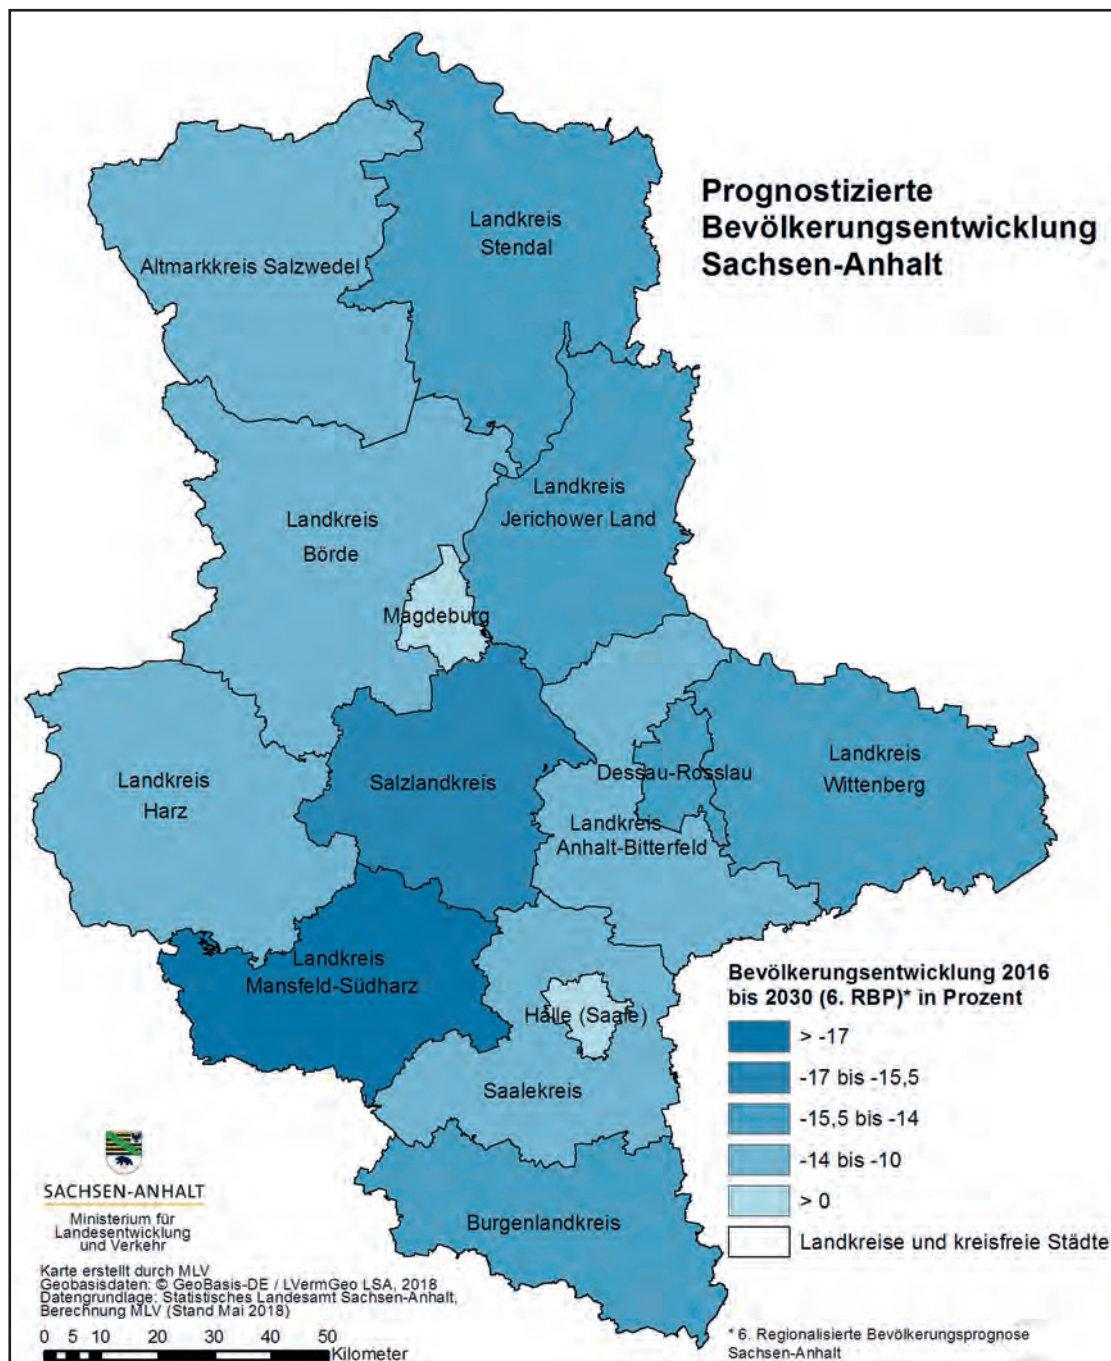 Prognostizierte
Bevölkerungsentwicklung
Sachsen-Anhalt
Landkreis
Stendal
Altmarkkreis Salzwedel
Landkreis
Jerichower Land
Landkreis
Börde
Magdeburg
Landkreis
Harz
Salzlandkreis
Dessau-Rosslau
Landkreis
Wittenberg
Landkreis
Anhalt-Bitterfeld
Landkreis
Mansfeld-Südharz
Halle (Saale)
Saalekreis
Burgenlandkreis
Bevölkerungsentwicklung 2016
bis 2030 (6. RBP)* in Prozent
> -17
-17 bis -15,5
-15,5 bis -14
-14 bis -10
> 0
Landkreise und kreisfreie Städte
SACHSEN-ANHALT
Ministerium für
Landesentwicklung
und Verkehr
Karte erstellt durch MLV
Geobasisdaten: © GeoBasis-DE / LVermGeo LSA, 2018
Datengrundlage: Statistisches Landesamt Sachsen-Anhalt,
Berechnung MLV (Stand Mai 2018)
0 5 10 20 30 40 50
Kilometer
* 6. Regionalisierte Bevölkerungsprognose
Sachsen-Anhalt